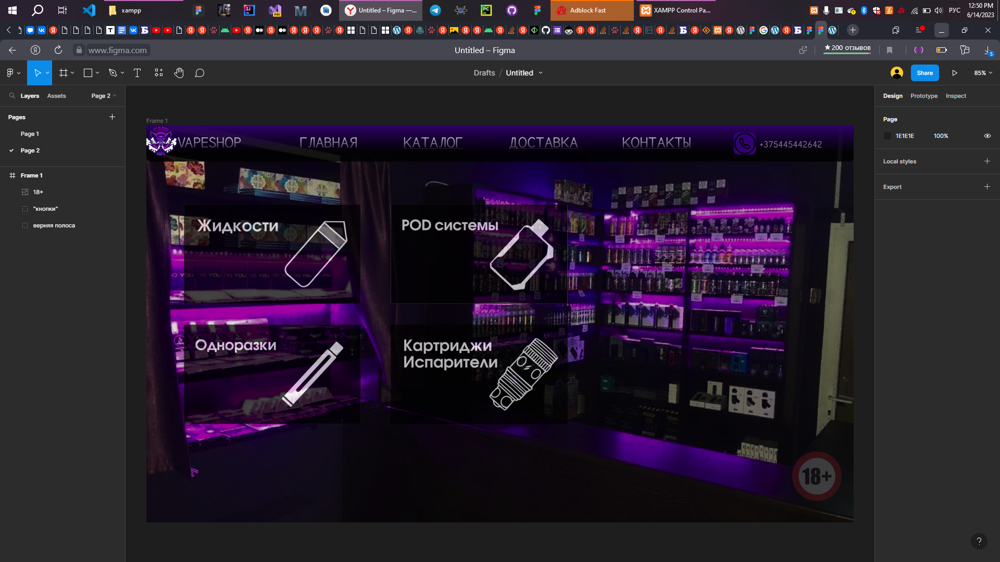 xampp
Untitled – Figma —...
Adblock Fast
XAMPP Control Pa...
РУС
12:50 PM
6/14/2023
www.figma.com
Untitled – Figma
★ 200 отзывов
5
Drafts / Untitled
Share
85%
Layers
Assets
Page 2
Design
Prototype
Inspect
Pages
Page 1
Page 2
Frame 1
18+
"кнопки"
верняя полоса
Page
1E1E1E
100%
Local styles
Export
Frame 1
VAPESHOP
ГЛАВНАЯ
КАТАЛОГ
ДОСТАВКА
КОНТАКТЫ
+375445442642
Жидкости
POD системы
Одноразки
Картриджи
Испарители
18+
?